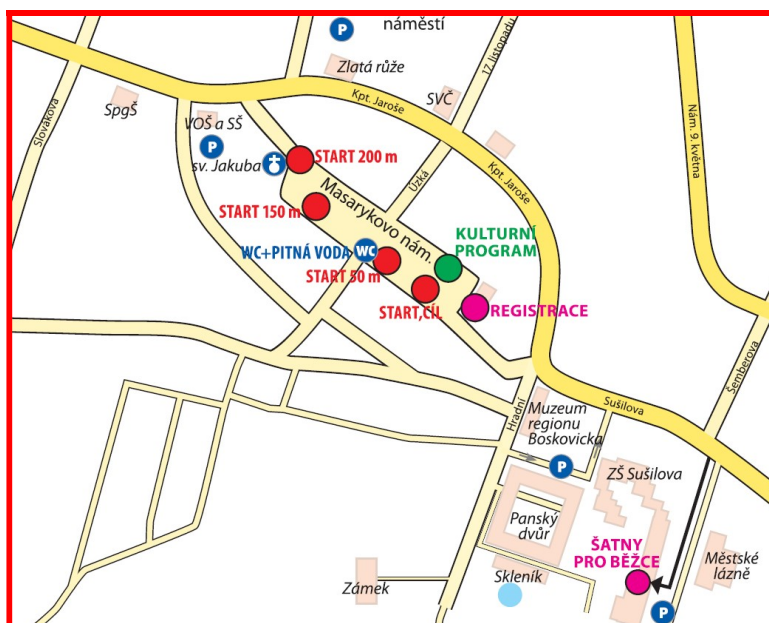 náměstí
P
Zlatá růže
17. listopadu
SpgŠ
SVČ
Kpt. Jaroše
Slovákova
VOŠ a SŠ
P
sv. Jakuba
START 200 m
Masarykovo nám.
Úzká
Kpt. Jaroše
Nám. 9. května
START 150 m
WC+PITNÁ VODA
WC
START 50 m
KULTURNÍ
PROGRAM
START,CÍL
REGISTRACE
Šemberova
Hradní
Sušilova
Muzeum
regionu
Boskovicka
P
ZŠ Sušilova
Panský
dvůr
ŠATNY
PRO BĚŽCE
Městské
lázně
Zámek
Skleník
P